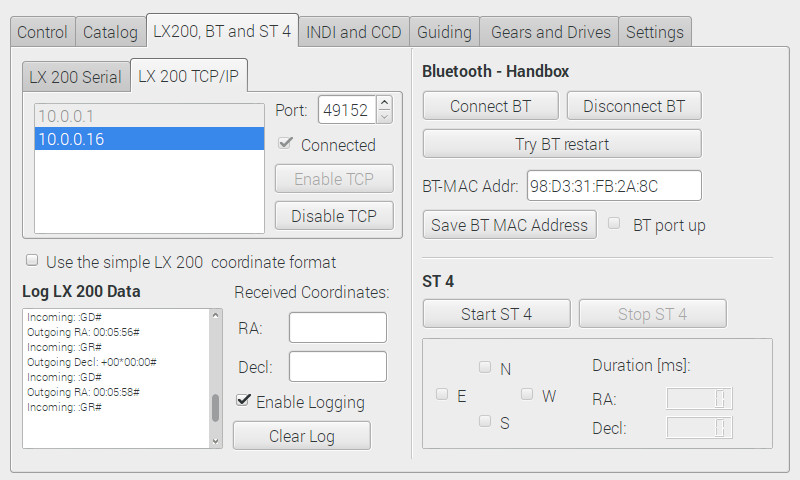 Control Catalog LX200, BT and ST 4 INDI and CCD Guiding Gears and Drives Settings
LX 200 Serial LX 200 TCP/IP
10.0.0.1
10.0.0.16
Port: 49152
Connected
Enable TCP
Disable TCP
Use the simple LX 200 coordinate format
Log LX 200 Data
Incoming: :GD#
Outgoing RA: 00:05:56#
Incoming: :GR#
Outgoing Decl: +00*00:00#
Incoming: :GD#
Outgoing RA: 00:05:58#
Incoming: :GR#
Received Coordinates:
RA:
Decl:
Enable Logging
Clear Log
Bluetooth - Handbox
Connect BT Disconnect BT
Try BT restart
BT-MAC Addr: 98:D3:31:FB:2A:8C
Save BT MAC Address BT port up
ST 4
Start ST 4 Stop ST 4
N
E W
S
Duration [ms]:
RA: 0
Decl: 0